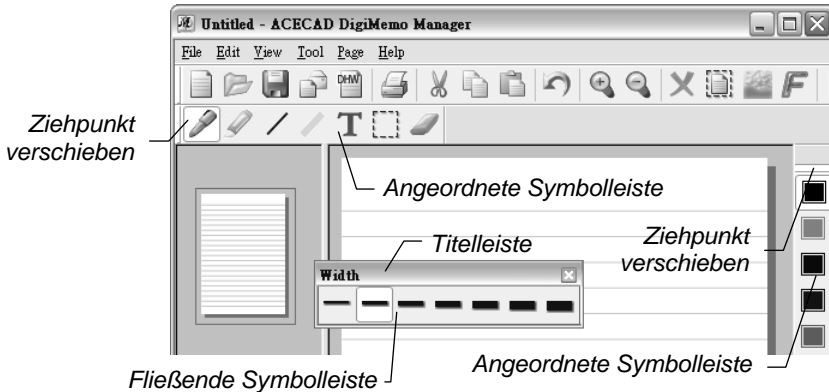 Untitled - ACECAD DigiMemo Manager
File Edit View Tool Page Help
DHW
F
T
Ziehpunkt
verschieben
Angeordnete Symbolleiste
Titelleiste
Ziehpunkt
verschieben
Width
Fließende Symbolleiste
Angeordnete Symbolleiste